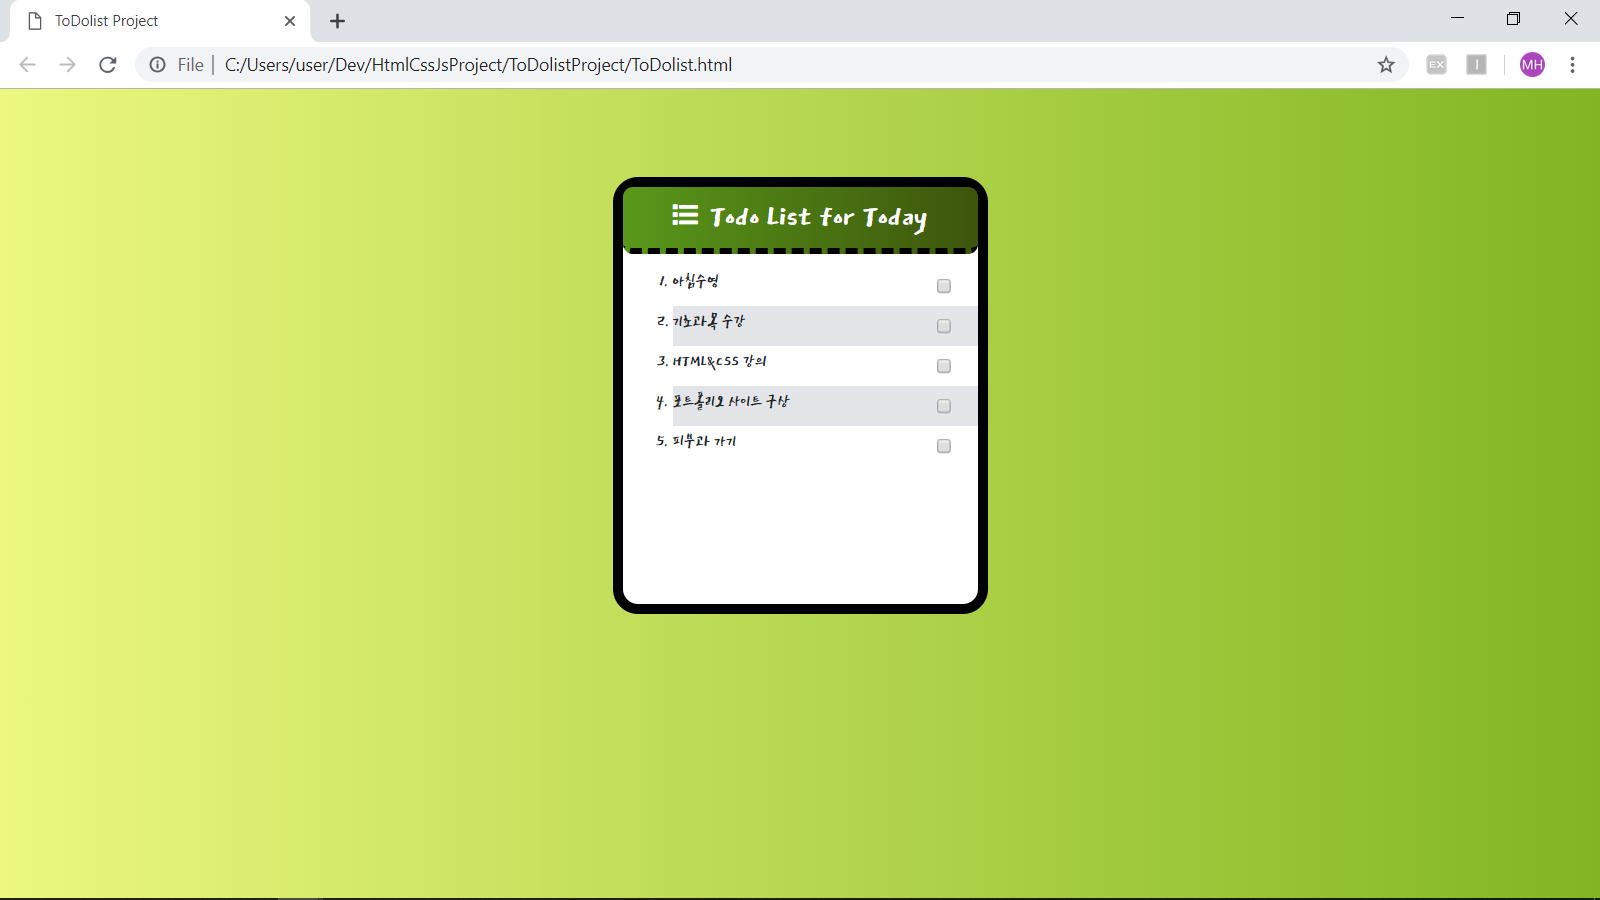 ToDolist Project
File
C:/Users/user/Dev/HtmlCssJsProject/ToDolistProject/ToDolist.html
EX
I
MH
Todo List for Today
1. 아침수영
2. 기초과목 수강
3. HTML&CSS 강의
4. 포트폴리오 사이트 구상
5. 피부과 가기